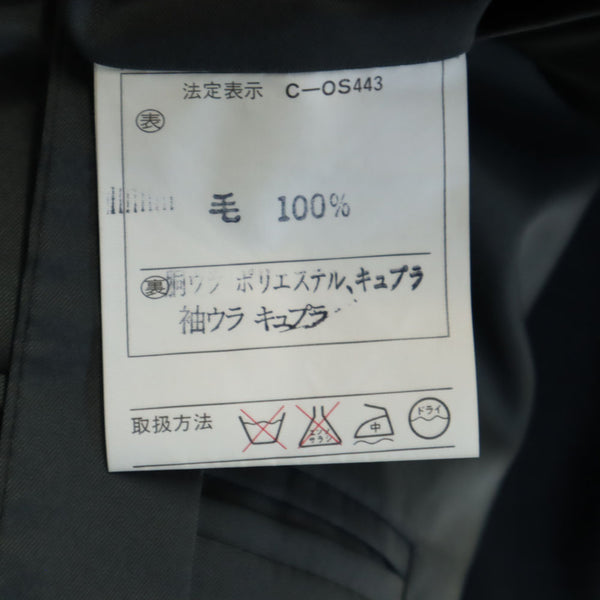 法定表示 C-OS443
表
毛 100%
裏 胴ウラ ポリエステル、キュプラ
袖ウラ キュプラ
取扱方法 エンソサラシ 中 ドライ